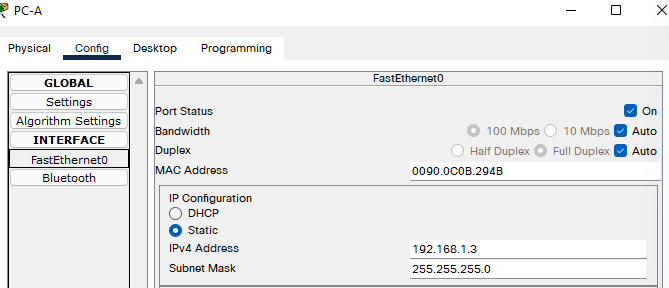 PC-A
Physical Config Desktop Programming
GLOBAL
Settings
Algorithm Settings
INTERFACE
FastEthernet0
Bluetooth
FastEthernet0
Port Status On
Bandwidth 100 Mbps 10 Mbps Auto
Duplex Half Duplex Full Duplex Auto
MAC Address 0090.0C0B.294B
IP Configuration
DHCP
Static
IPv4 Address 192.168.1.3
Subnet Mask 255.255.255.0